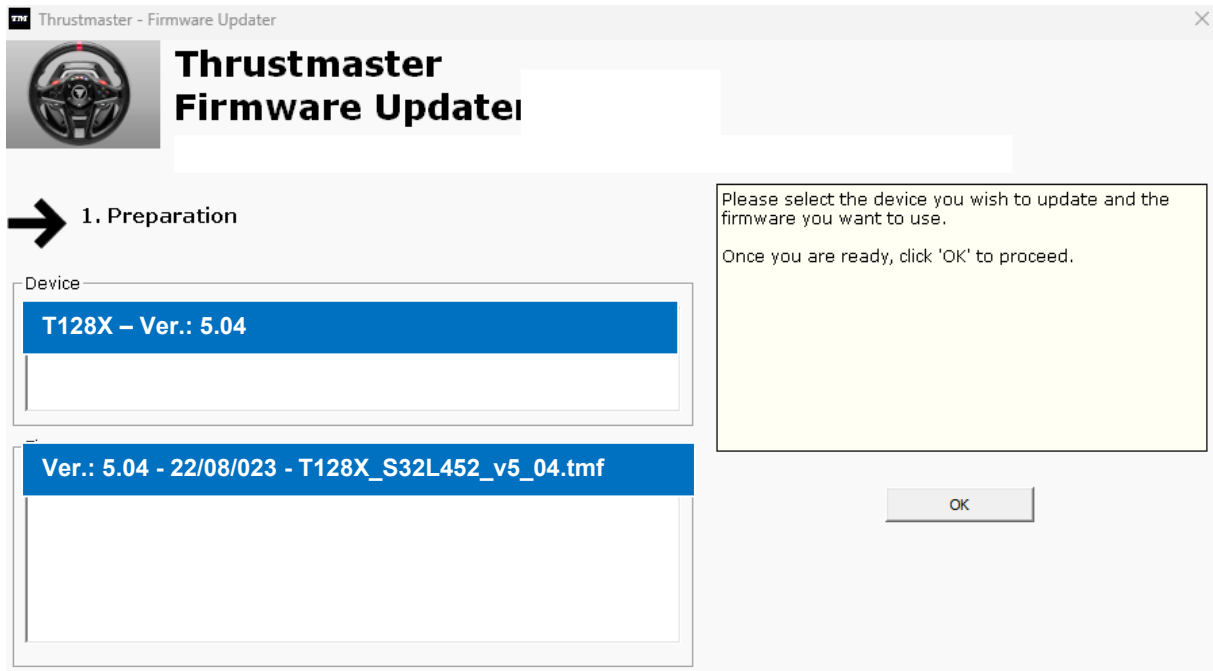 Thrustmaster - Firmware Updater
Thrustmaster
Firmware Updater
1. Preparation
Please select the device you wish to update and the
firmware you want to use.
Once you are ready, click 'OK' to proceed.
Device
T128X – Ver.: 5.04
Ver.: 5.04 - 22/08/023 - T128X_S32L452_v5_04.tmf
OK